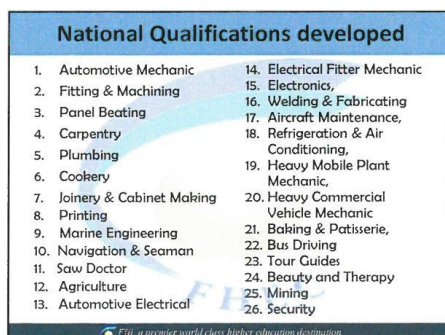 National Qualifications developed
1. Automotive Mechanic
2. Fitting & Machining
3. Panel Beating
4. Carpentry
5. Plumbing
6. Cookery
7. Joinery & Cabinet Making
8. Printing
9. Marine Engineering
10. Navigation & Seaman
11. Saw Doctor
12. Agriculture
13. Automotive Electrical
14. Electrical Fitter Mechanic
15. Electronics,
16. Welding & Fabricating
17. Aircraft Maintenance,
18. Refrigeration & Air
Conditioning,
19. Heavy Mobile Plant
Mechanic,
20. Heavy Commercial
Vehicle Mechanic
21. Baking & Patisserie,
22. Bus Driving
23. Tour Guides
24. Beauty and Therapy
25. Mining
26. Security
FHEC
Fiji, a premier world class higher education destination